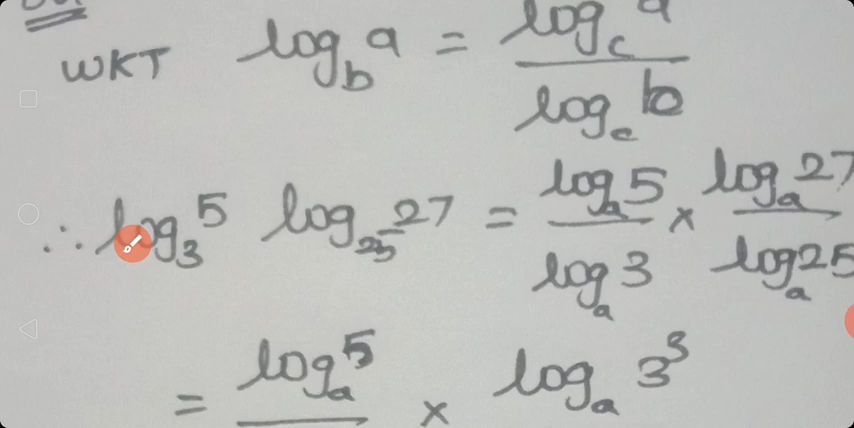 WKT log_b a = log_c a / log_c b
∴ log_3 5 log_25 27 = log_a 5 / log_a 3 × log_a 27 / log_a 25
= log_a 5 × log_a 3^3